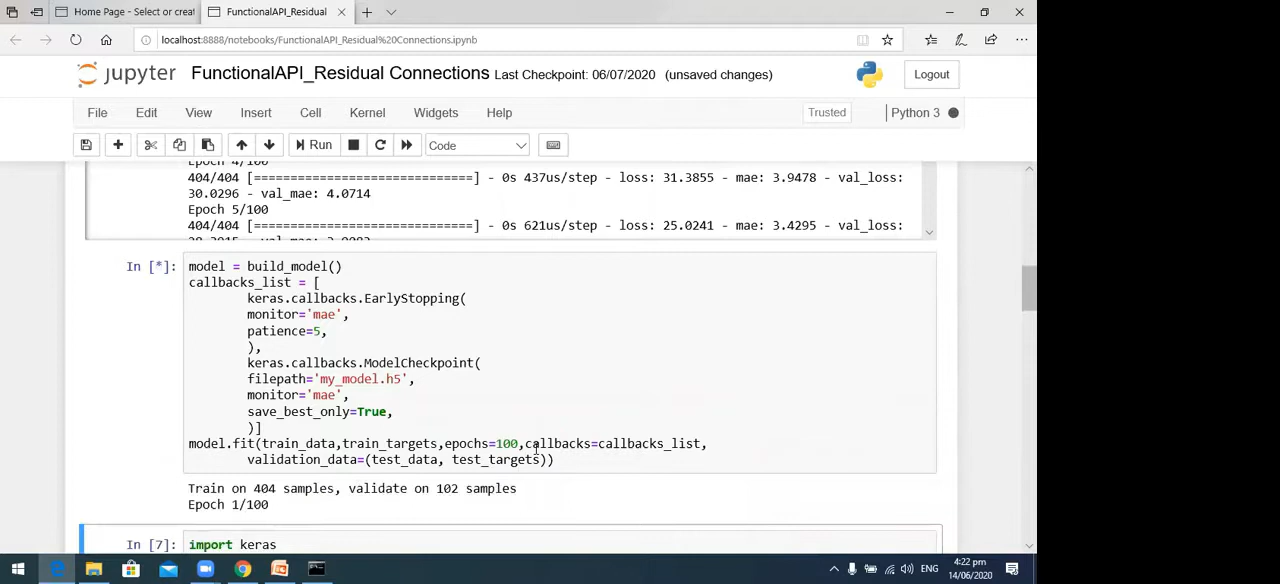 Home Page - Select or creat
FunctionalAPI_Residual
localhost:8888/notebooks/FunctionalAPI_Residual%20Connections.ipynb
jupyter FunctionalAPI_Residual Connections Last Checkpoint: 06/07/2020 (unsaved changes)
Logout
File Edit View Insert Cell Kernel Widgets Help
Trusted
Python 3
Run
Code
Epoch 4/100
404/404 [==============================] - 0s 437us/step - loss: 31.3855 - mae: 3.9478 - val_loss:
30.0296 - val_mae: 4.0714
Epoch 5/100
404/404 [==============================] - 0s 621us/step - loss: 25.0241 - mae: 3.4295 - val_loss:
In [*]:
model = build_model()
callbacks_list = [
keras.callbacks.EarlyStopping(
monitor='mae',
patience=5,
),
keras.callbacks.ModelCheckpoint(
filepath='my_model.h5',
monitor='mae',
save_best_only=True,
)]
model.fit(train_data,train_targets,epochs=100,callbacks=callbacks_list,
validation_data=(test_data, test_targets))
Train on 404 samples, validate on 102 samples
Epoch 1/100
In [7]:
import keras
ENG
4:22 pm
14/06/2020